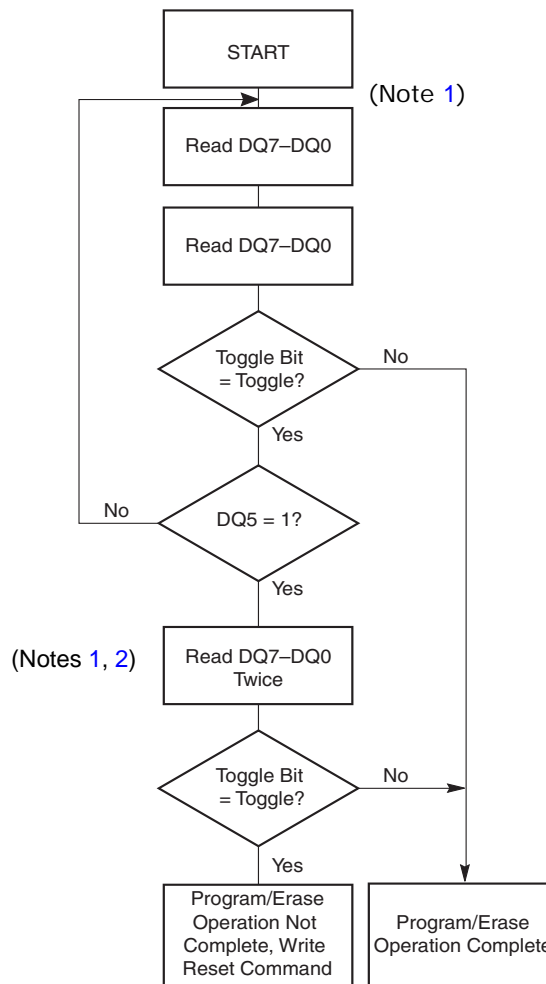 START
(Note 1)
Read DQ7–DQ0
Read DQ7–DQ0
Toggle Bit
= Toggle?
No
Yes
No
DQ5 = 1?
Yes
(Notes 1, 2)
Read DQ7–DQ0
Twice
Toggle Bit
= Toggle?
No
Yes
Program/Erase
Operation Not
Complete, Write
Reset Command
Program/Erase
Operation Complete